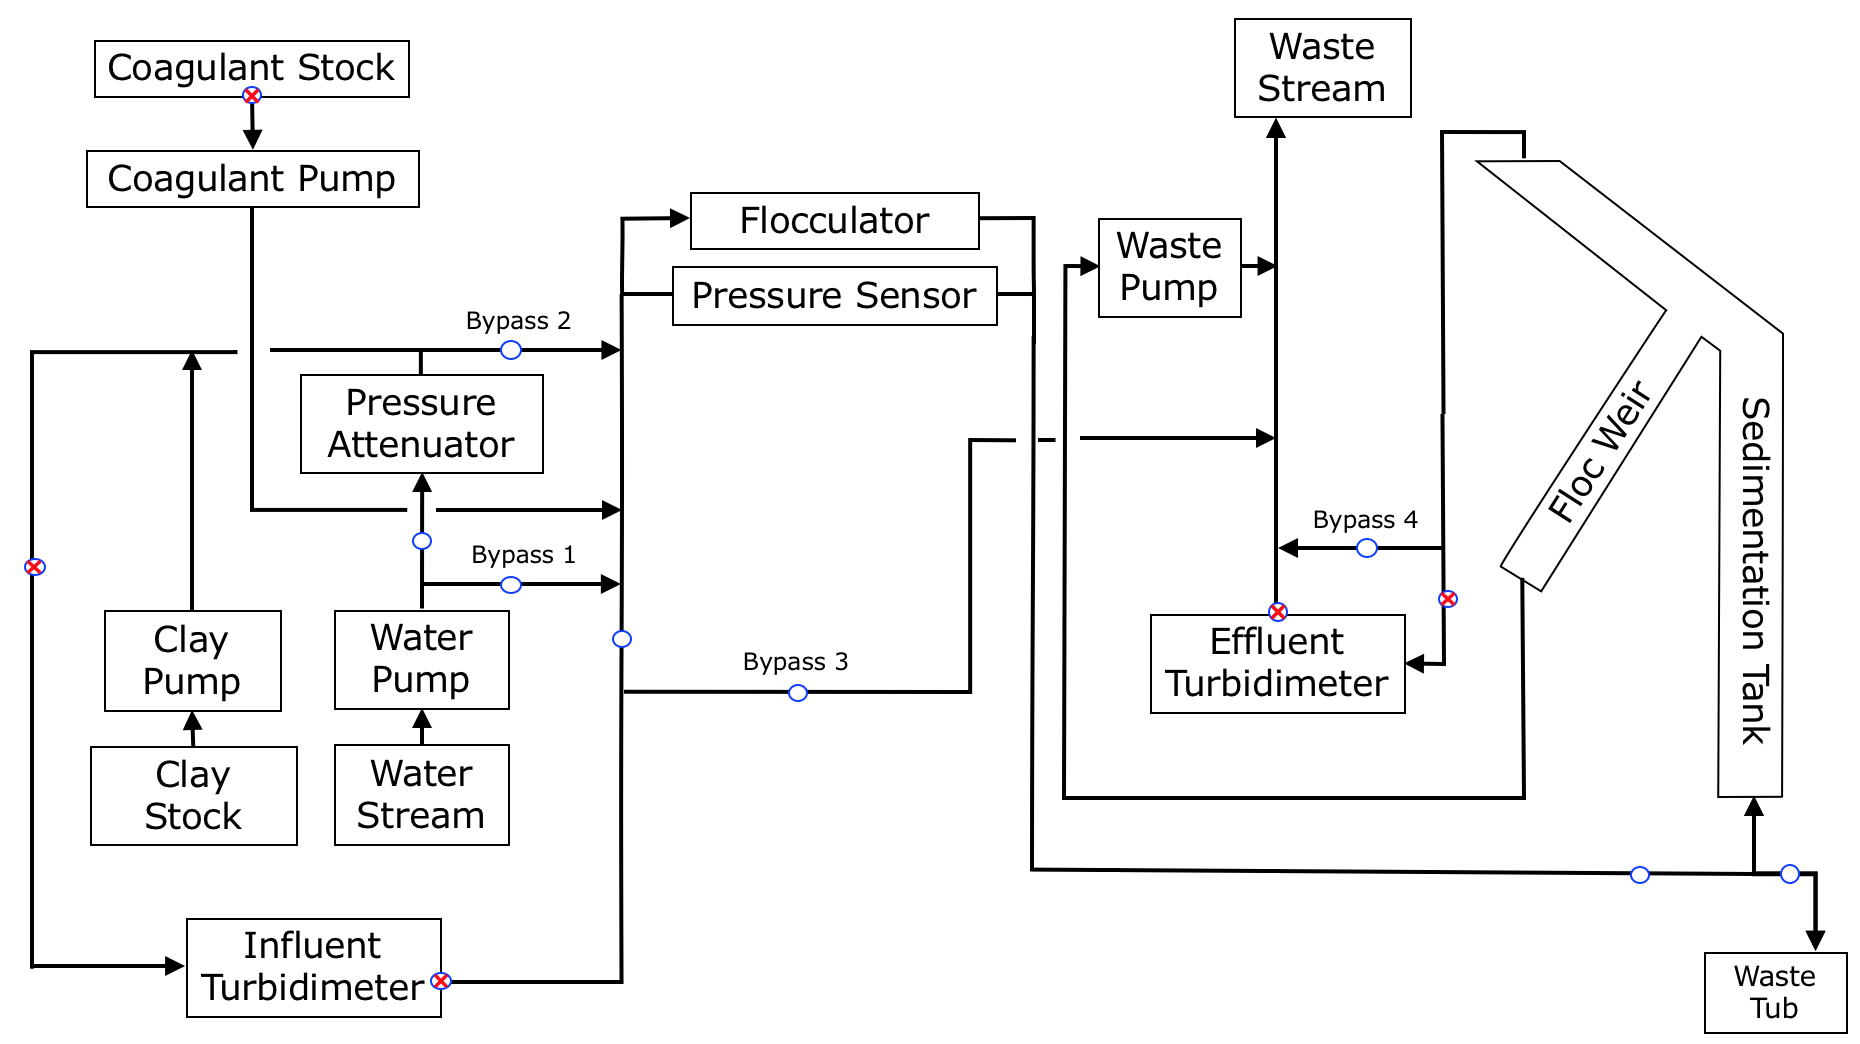 Coagulant Stock
Coagulant Pump
Bypass 2
Pressure
Attenuator
Bypass 1
Clay
Pump
Water
Pump
Clay
Stock
Water
Stream
Influent
Turbidimeter
Flocculator
Pressure Sensor
Bypass 3
Waste
Stream
Waste
Pump
Bypass 4
Effluent
Turbidimeter
Floc Weir
Sedimentation Tank
Waste
Tub